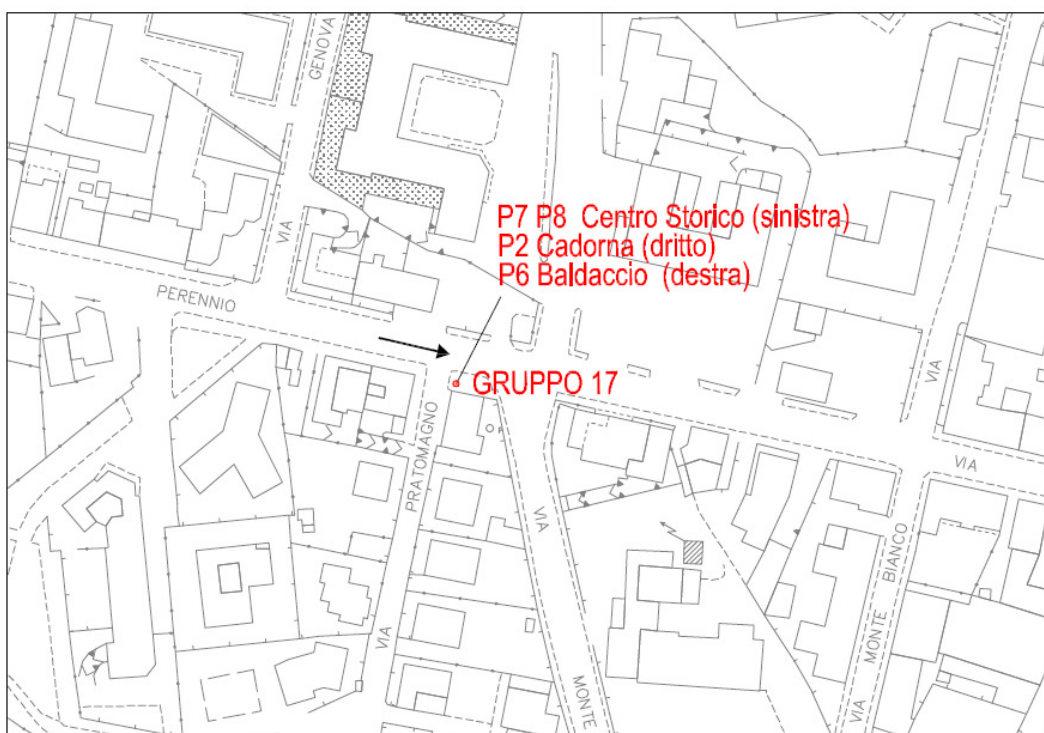 GENOVA
VIA
P7 P8 Centro Storico (sinistra)
P2 Cadorna (dritto)
P6 Baldaccio (destra)
PERENNIO
GRUPPO 17
VIA
PRATOMAGNO
VIA
VIA
MONTE
VIA
VIA
MONTE BIANCO
VIA